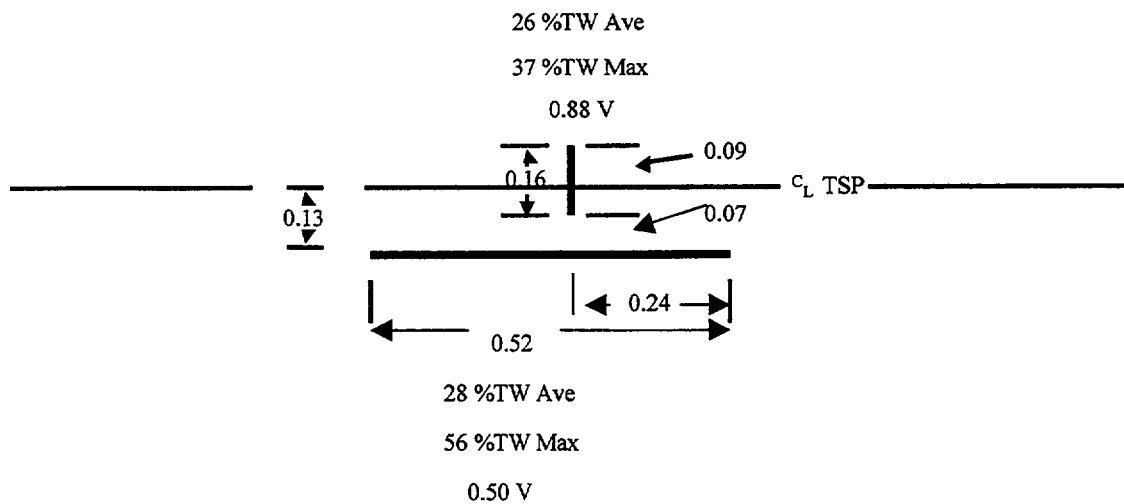 26 %TW Ave
37 %TW Max
0.88 V
0.09
0.16
CL TSP
0.13
0.07
0.24
0.52
28 %TW Ave
56 %TW Max
0.50 V